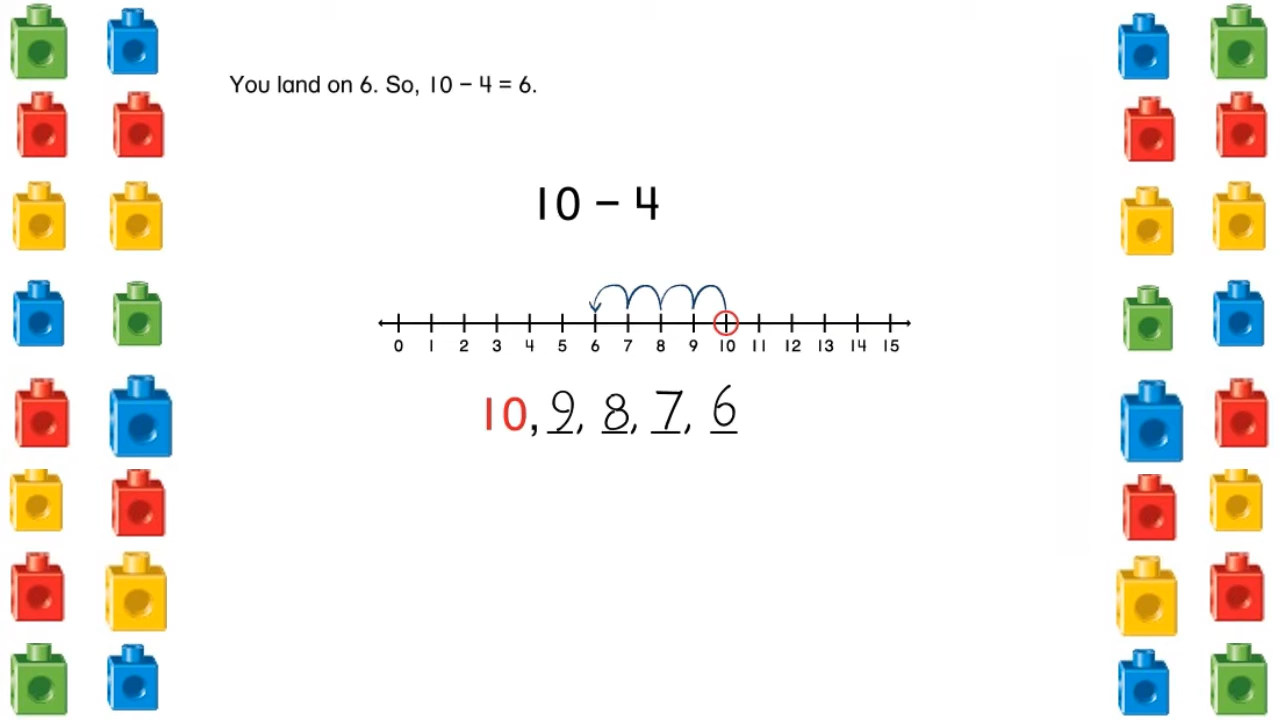 You land on 6. So, 10 − 4 = 6.
10 − 4
0 1 2 3 4 5 6 7 8 9 10 11 12 13 14 15
10, 9, 8, 7, 6